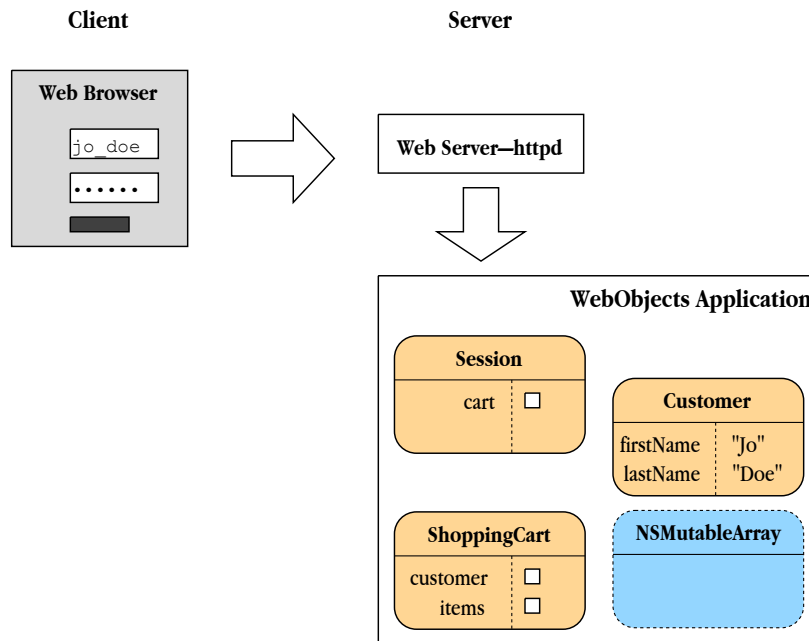 Client
Server
Web Browser
jo_doe
••••••
Web Server—httpd
WebObjects Application
Session
cart
Customer
firstName "Jo"
lastName "Doe"
ShoppingCart
customer
items
NSMutableArray